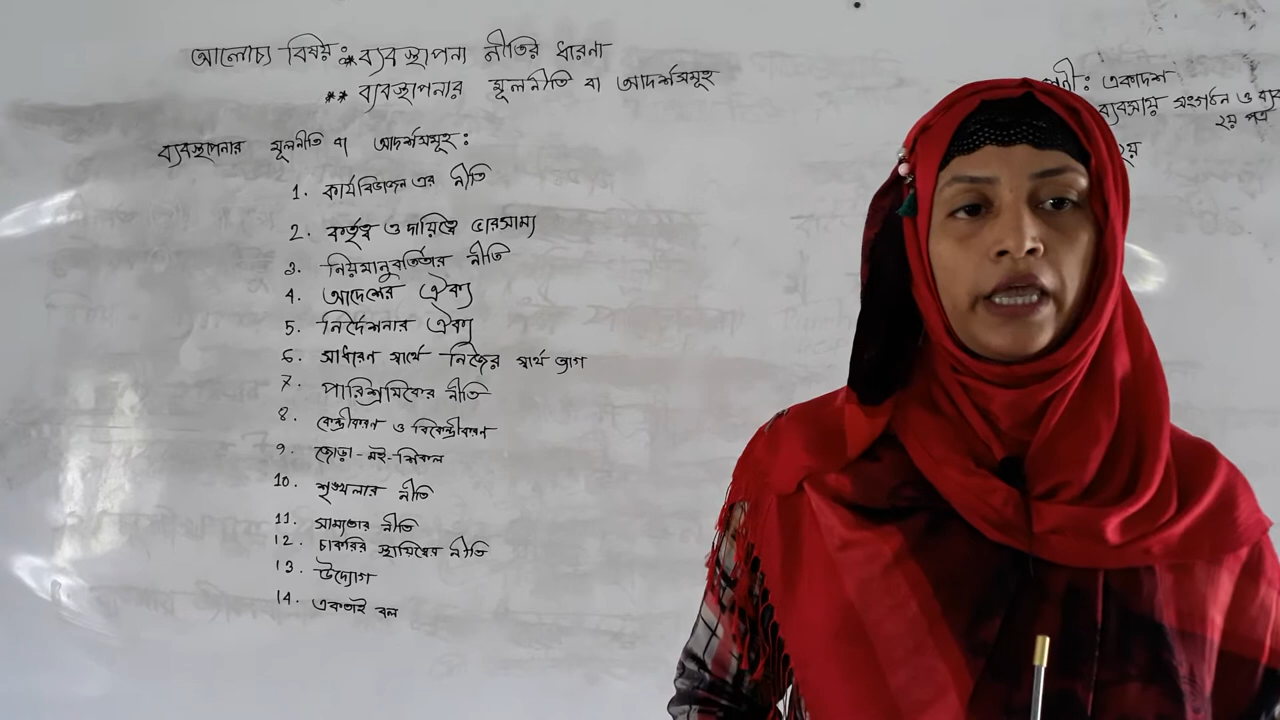 আলোচ্য বিষয়ঃ * ব্যবস্থাপনা নীতির ধারনা
** ব্যবস্থাপনার মূলনীতি বা আদর্শসমূহ
ব্যবস্থাপনার মূলনীতি বা আদর্শসমূহ:
1. কার্যবিভাজন এর নীতি
2. কর্তৃত্ব ও দায়িত্বে ভারসাম্য
3. নিয়মানুবর্তিতার নীতি
4. আদেশের ঐক্য
5. নির্দেশনার ঐক্য
6. সাধারণ স্বার্থে নিজের স্বার্থ ত্যাগ
7. পারিশ্রমিকের নীতি
8. কেন্দ্রীকরণ ও বিকেন্দ্রীকরণ
9. জোড়া-মই-শিকল
10. শৃঙ্খলার নীতি
11. সাম্যতার নীতি
12. চাকরির স্থায়িত্বের নীতি
13. উদ্যোগ
14. একতাই বল
একাদশ
ব্যবসায় সংগঠন ও
২য় পত্র
২য়